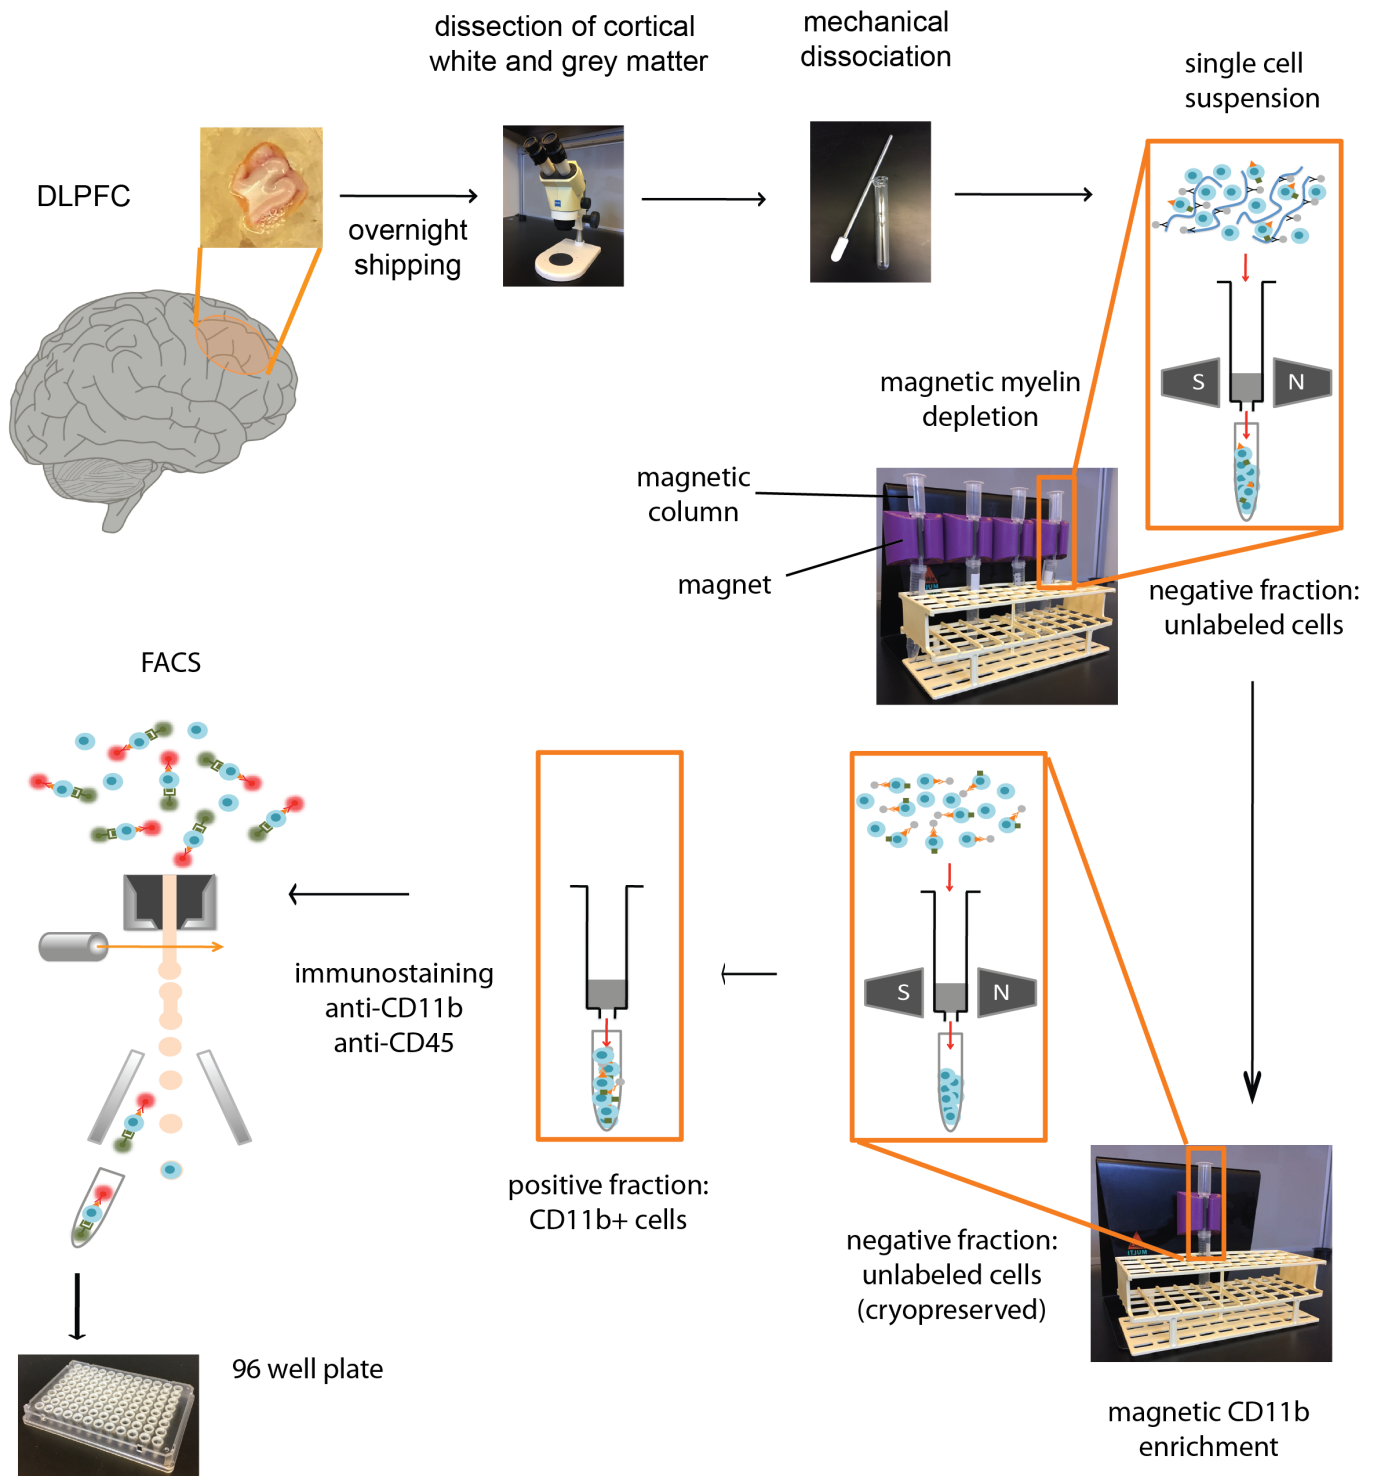 dissection of cortical
white and grey matter
mechanical
dissociation
single cell
suspension
DLPFC
overnight
shipping
S
N
magnetic myelin
depletion
magnetic
column
magnet
negative fraction:
unlabeled cells
FACS
S
N
immunostaining
anti-CD11b
anti-CD45
positive fraction:
CD11b+ cells
negative fraction:
unlabeled cells
(cryopreserved)
96 well plate
magnetic CD11b
enrichment